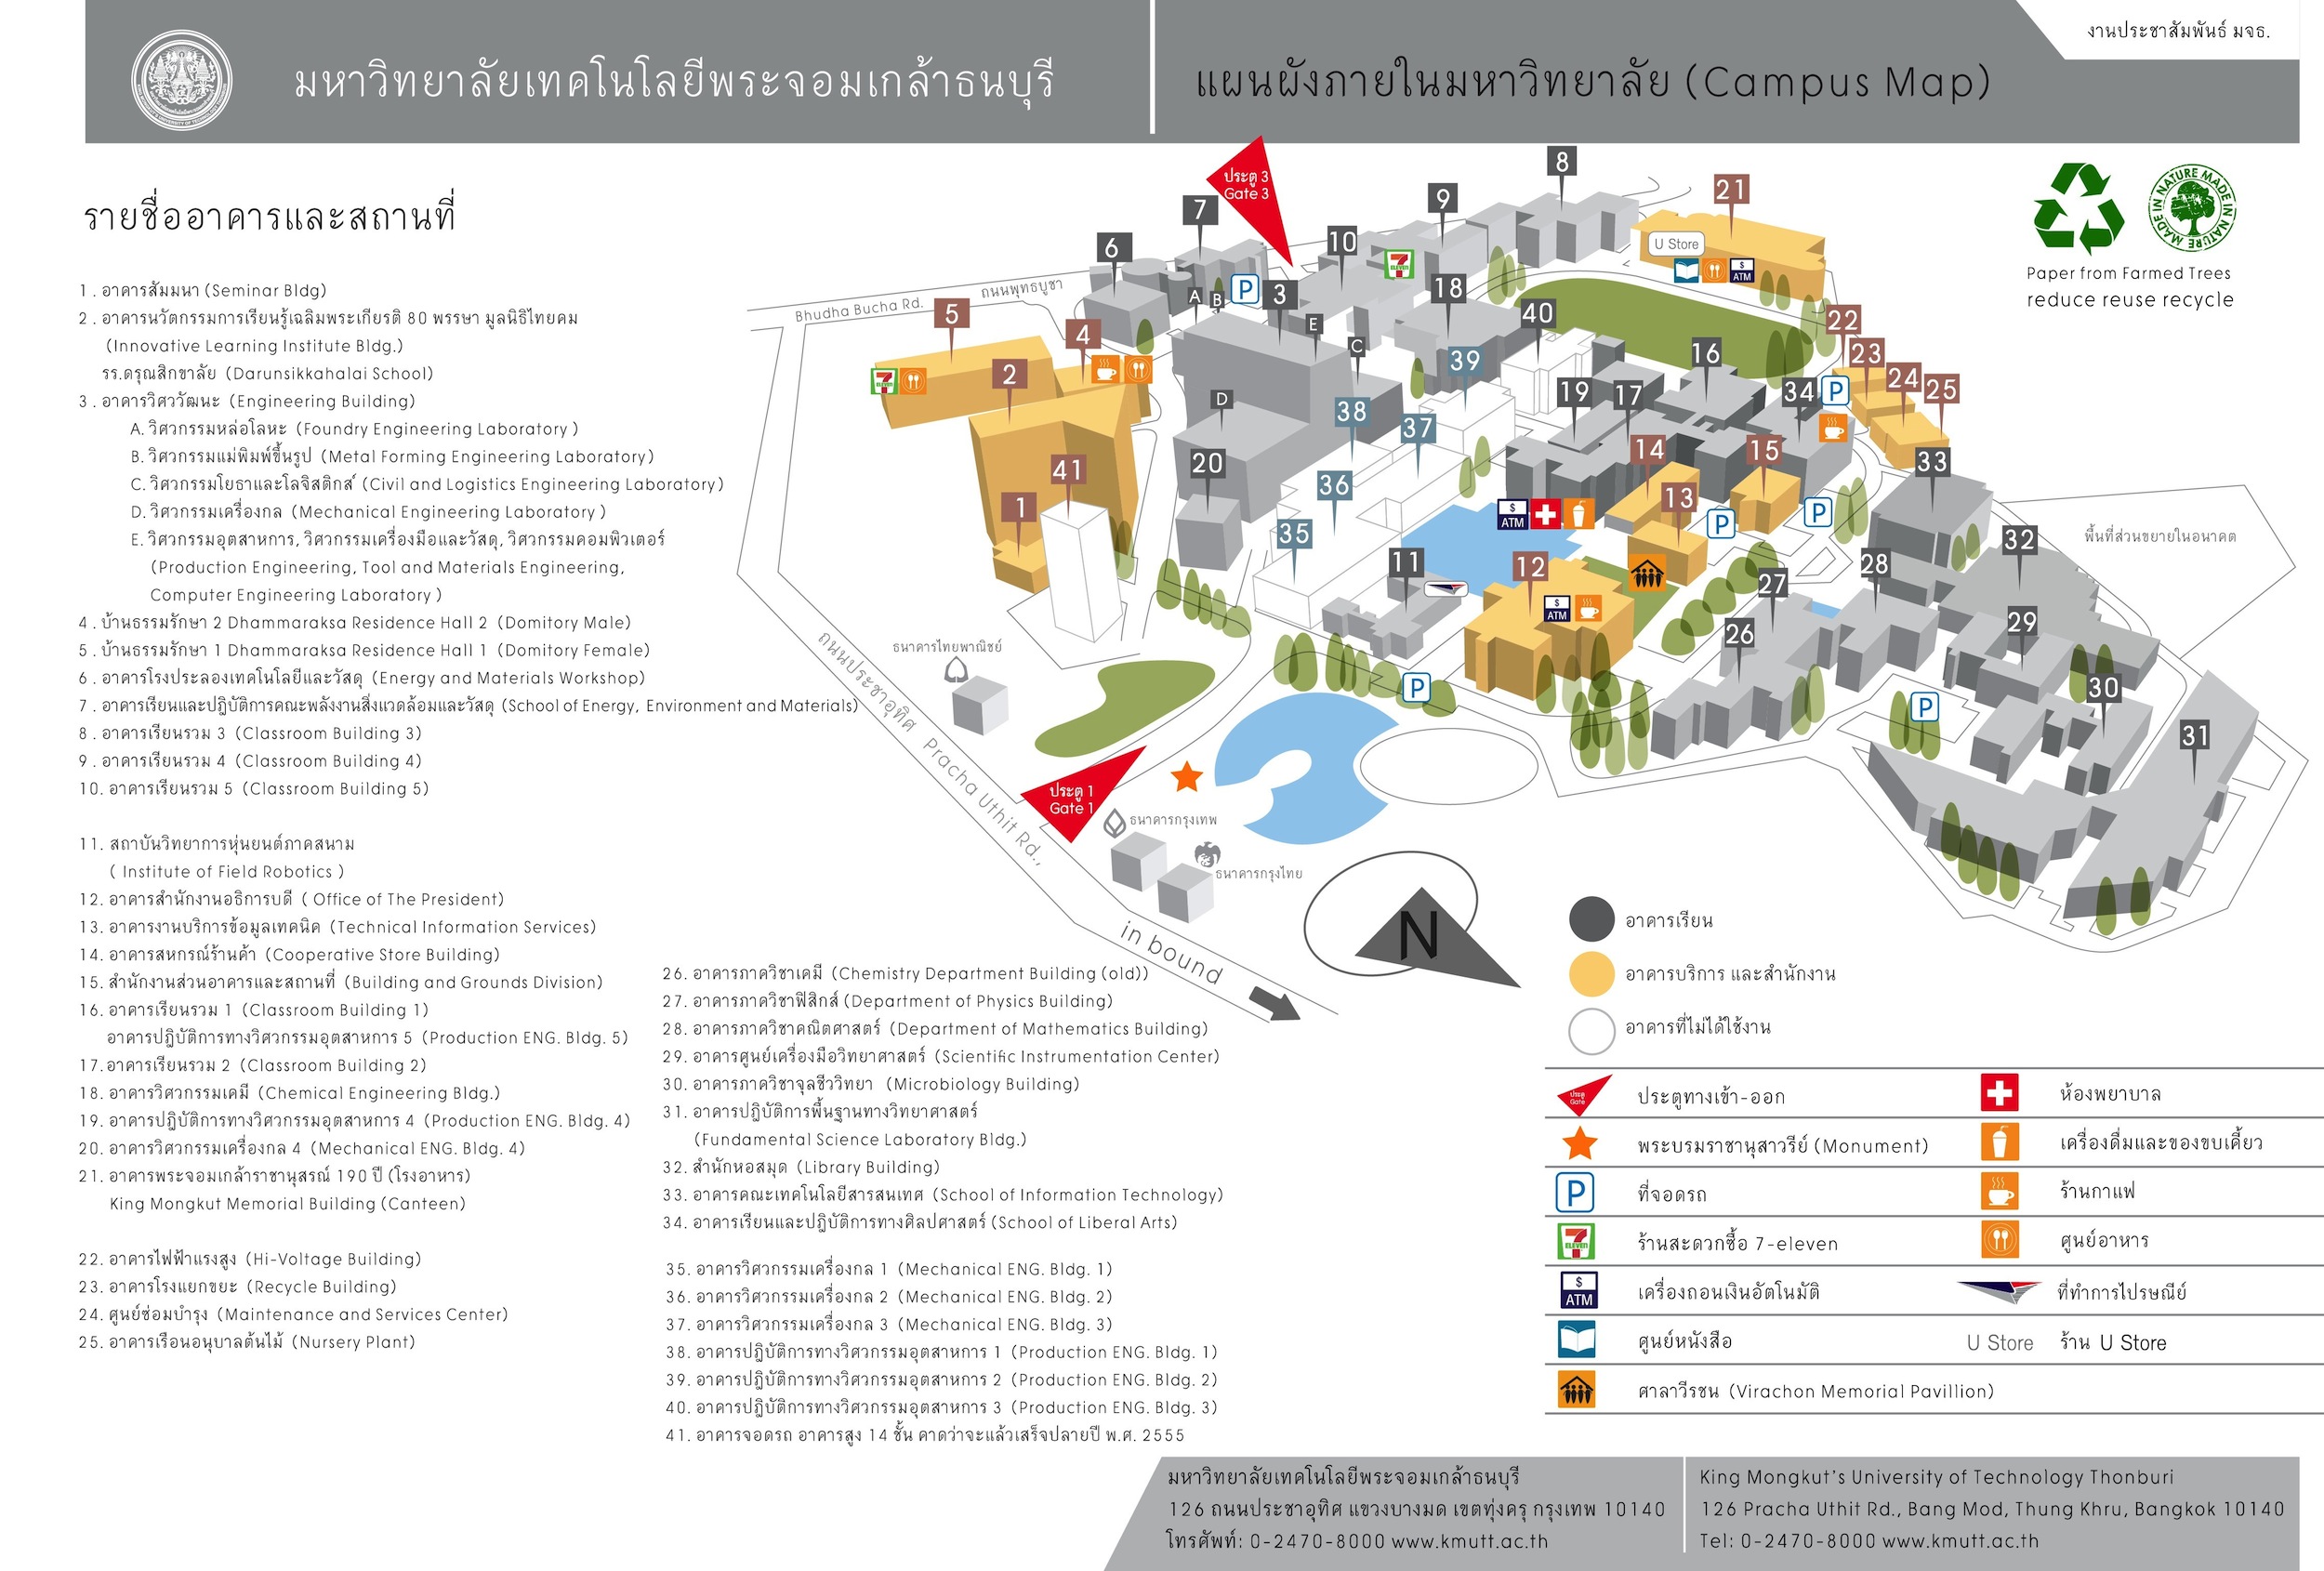 มหาวิทยาลัยเทคโนโลยีพระจอมเกล้าธนบุรี
แผนผังภายในมหาวิทยาลัย (Campus Map)
งานประชาสัมพันธ์ มจธ.
รายชื่ออาคารและสถานที่
1. อาคารสัมมนา (Seminar Bldg)
2. อาคารนวัตกรรมการเรียนรู้เฉลิมพระเกียรติ 80 พรรษา มูลนิธิไทยคม
(Innovative Learning Institute Bldg.)
รร.ดรุณสิกขาลัย (Darunsikkahalai School)
3. อาคารวิศววัฒนะ (Engineering Building)
A. วิศวกรรมหล่อโลหะ (Foundry Engineering Laboratory)
B. วิศวกรรมแม่พิมพ์ขึ้นรูป (Metal Forming Engineering Laboratory)
C. วิศวกรรมโยธาและโลจิสติกส์ (Civil and Logistics Engineering Laboratory)
D. วิศวกรรมเครื่องกล (Mechanical Engineering Laboratory)
E. วิศวกรรมอุตสาหการ, วิศวกรรมเครื่องมือและวัสดุ, วิศวกรรมคอมพิวเตอร์
(Production Engineering, Tool and Materials Engineering,
Computer Engineering Laboratory)
4. บ้านธรรมรักษา 2 Dhammaraksa Residence Hall 2 (Domitory Male)
5. บ้านธรรมรักษา 1 Dhammaraksa Residence Hall 1 (Domitory Female)
6. อาคารโรงประลองเทคโนโลยีและวัสดุ (Energy and Materials Workshop)
7. อาคารเรียนและปฎิบัติการคณะพลังงานสิ่งแวดล้อมและวัสดุ (School of Energy, Environment and Materials)
8. อาคารเรียนรวม 3 (Classroom Building 3)
9. อาคารเรียนรวม 4 (Classroom Building 4)
10. อาคารเรียนรวม 5 (Classroom Building 5)
11. สถาบันวิทยาการหุ่นยนต์ภาคสนาม
( Institute of Field Robotics )
12. อาคารสำนักงานอธิการบดี ( Office of The President)
13. อาคารงานบริการข้อมูลเทคนิค (Technical Information Services)
14. อาคารสหกรณ์ร้านค้า (Cooperative Store Building)
15. สำนักงานส่วนอาคารและสถานที่ (Building and Grounds Division)
16. อาคารเรียนรวม 1 (Classroom Building 1)
อาคารปฎิบัติการทางวิศวกรรมอุตสาหการ 5 (Production ENG. Bldg. 5)
17. อาคารเรียนรวม 2 (Classroom Building 2)
18. อาคารวิศวกรรมเคมี (Chemical Engineering Bldg.)
19. อาคารปฎิบัติการทางวิศวกรรมอุตสาหการ 4 (Production ENG. Bldg. 4)
20. อาคารวิศวกรรมเครื่องกล 4 (Mechanical ENG. Bldg. 4)
21. อาคารพระจอมเกล้าราชานุสรณ์ 190 ปี (โรงอาหาร)
King Mongkut Memorial Building (Canteen)
22. อาคารไฟฟ้าแรงสูง (Hi-Voltage Building)
23. อาคารโรงแยกขยะ (Recycle Building)
24. ศูนย์ซ่อมบำรุง (Maintenance and Services Center)
25. อาคารเรือนอนุบาลต้นไม้ (Nursery Plant)
26. อาคารภาควิชาเคมี (Chemistry Department Building (old))
27. อาคารภาควิชาฟิสิกส์ (Department of Physics Building)
28. อาคารภาควิชาคณิตศาสตร์ (Department of Mathematics Building)
29. อาคารศูนย์เครื่องมือวิทยาศาสตร์ (Scientific Instrumentation Center)
30. อาคารภาควิชาจุลชีววิทยา (Microbiology Building)
31. อาคารปฎิบัติการพื้นฐานทางวิทยาศาสตร์
(Fundamental Science Laboratory Bldg.)
32. สำนักหอสมุด (Library Building)
33. อาคารคณะเทคโนโลยีสารสนเทศ (School of Information Technology)
34. อาคารเรียนและปฎิบัติการทางศิลปศาสตร์ (School of Liberal Arts)
35. อาคารวิศวกรรมเครื่องกล 1 (Mechanical ENG. Bldg. 1)
36. อาคารวิศวกรรมเครื่องกล 2 (Mechanical ENG. Bldg. 2)
37. อาคารวิศวกรรมเครื่องกล 3 (Mechanical ENG. Bldg. 3)
38. อาคารปฎิบัติการทางวิศวกรรมอุตสาหการ 1 (Production ENG. Bldg. 1)
39. อาคารปฎิบัติการทางวิศวกรรมอุตสาหการ 2 (Production ENG. Bldg. 2)
40. อาคารปฎิบัติการทางวิศวกรรมอุตสาหการ 3 (Production ENG. Bldg. 3)
41. อาคารจอดรถ อาคารสูง 14 ชั้น คาดว่าจะแล้วเสร็จปลายปี พ.ศ. 2555
ประตู 3
Gate 3
8
21
9
7
10
6
U Store
ATM
7 ELEVEN
A
B
P
3
18
ถนนพุทธบูชา
Bhudha Bucha Rd.
5
4
E
C
40
22
39
16
23
2
7 ELEVEN
24
25
19
17
34
P
D
38
37
14
15
33
20
41
36
13
1
ATM
P
P
35
32
พื้นที่ส่วนขยายในอนาคต
11
12
28
27
ATM
29
26
30
P
P
31
ธนาคารไทยพาณิชย์
ถนนประชาอุทิศ Pracha Uthit Rd.,
ประตู 1
Gate 1
ธนาคารกรุงเทพ
ธนาคารกรุงไทย
in bound
N
MADE IN NATURE MADE IN NATURE
Paper from Farmed Trees
reduce reuse recycle
อาคารเรียน
อาคารบริการ และสำนักงาน
อาคารที่ไม่ได้ใช้งาน
ประตู Gate ประตูทางเข้า-ออก
ห้องพยาบาล
พระบรมราชานุสาวรีย์ (Monument)
เครื่องดื่มและของขบเคี้ยว
P ที่จอดรถ
ร้านกาแฟ
7 ELEVEN ร้านสะดวกซื้อ 7-eleven
ศูนย์อาหาร
$ ATM เครื่องถอนเงินอัตโนมัติ
ที่ทำการไปรษณีย์
ศูนย์หนังสือ
U Store ร้าน U Store
ศาลาวีรชน (Virachon Memorial Pavillion)
มหาวิทยาลัยเทคโนโลยีพระจอมเกล้าธนบุรี
126 ถนนประชาอุทิศ แขวงบางมด เขตทุ่งครุ กรุงเทพ 10140
โทรศัพท์: 0-2470-8000 www.kmutt.ac.th
King Mongkut's University of Technology Thonburi
126 Pracha Uthit Rd., Bang Mod, Thung Khru, Bangkok 10140
Tel: 0-2470-8000 www.kmutt.ac.th